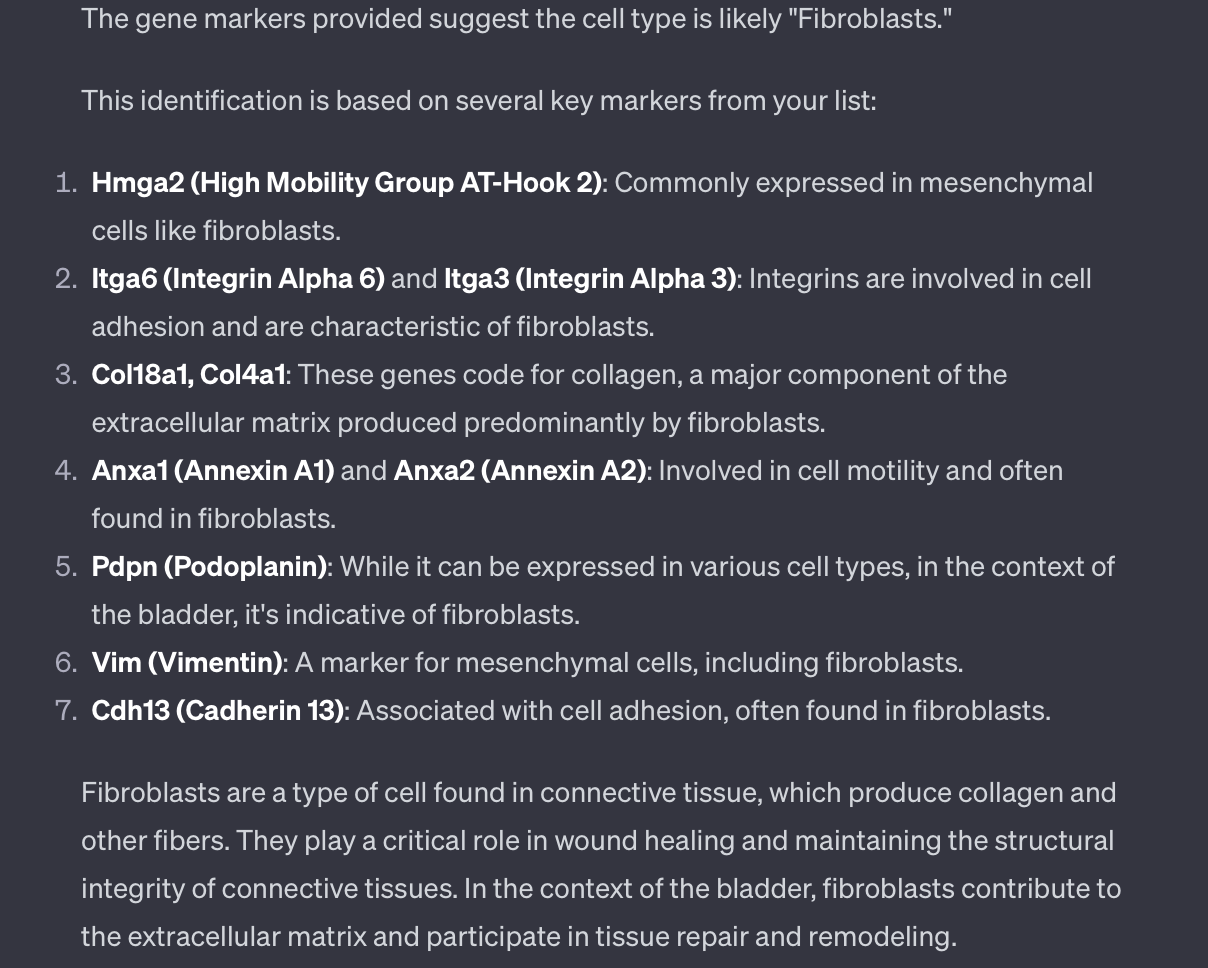 The gene markers provided suggest the cell type is likely "Fibroblasts."
This identification is based on several key markers from your list:
1. Hmga2 (High Mobility Group AT-Hook 2): Commonly expressed in mesenchymal
cells like fibroblasts.
2. Itga6 (Integrin Alpha 6) and Itga3 (Integrin Alpha 3): Integrins are involved in cell
adhesion and are characteristic of fibroblasts.
3. Col18a1, Col4a1: These genes code for collagen, a major component of the
extracellular matrix produced predominantly by fibroblasts.
4. Anxa1 (Annexin A1) and Anxa2 (Annexin A2): Involved in cell motility and often
found in fibroblasts.
5. Pdpn (Podoplanin): While it can be expressed in various cell types, in the context of
the bladder, it's indicative of fibroblasts.
6. Vim (Vimentin): A marker for mesenchymal cells, including fibroblasts.
7. Cdh13 (Cadherin 13): Associated with cell adhesion, often found in fibroblasts.
Fibroblasts are a type of cell found in connective tissue, which produce collagen and
other fibers. They play a critical role in wound healing and maintaining the structural
integrity of connective tissues. In the context of the bladder, fibroblasts contribute to
the extracellular matrix and participate in tissue repair and remodeling.